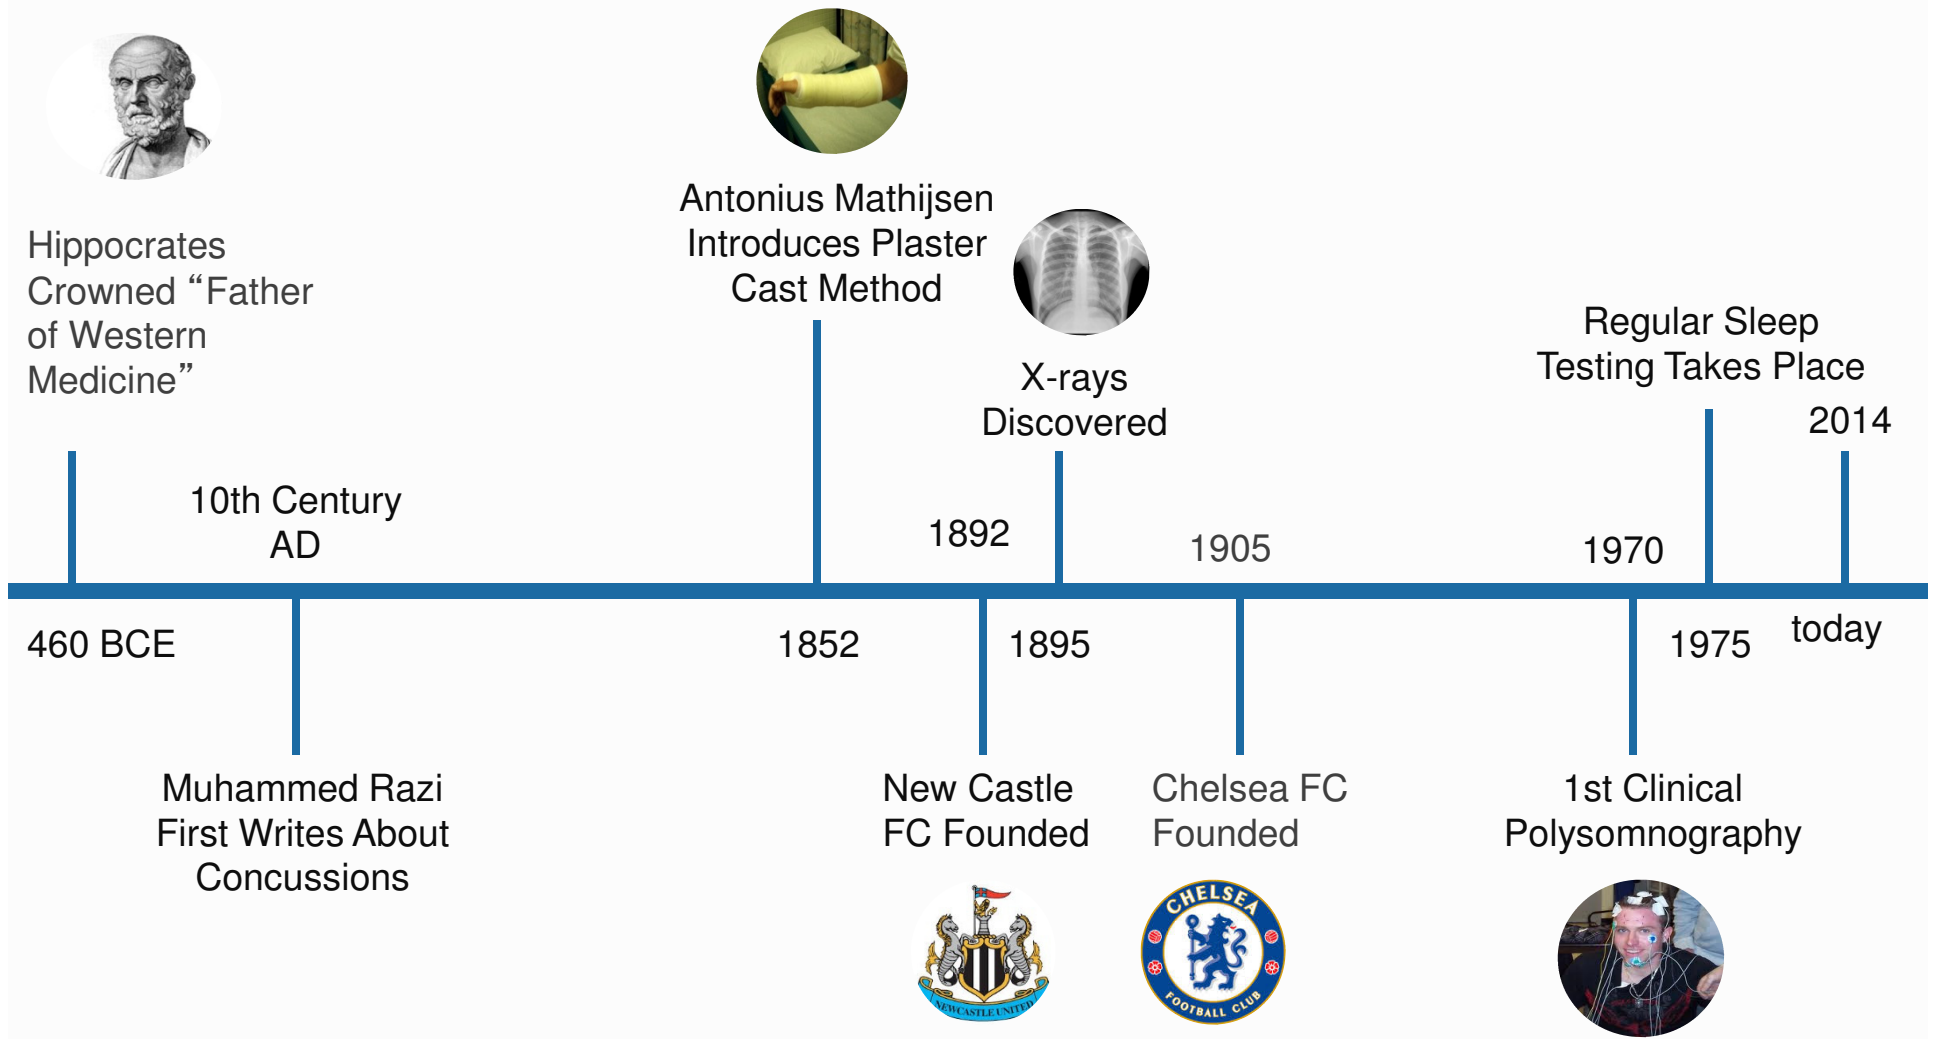 Hippocrates
Crowned “Father
of Western
Medicine”
460 BCE
10th Century
AD
Muhammed Razi
First Writes About
Concussions
Antonius Mathijsen
Introduces Plaster
Cast Method
1852
1892
New Castle
FC Founded
NEWCASTLE UNITED
X-rays
Discovered
1895
1905
Chelsea FC
Founded
CHELSEA
FOOTBALL CLUB
1970
1st Clinical
Polysomnography
Regular Sleep
Testing Takes Place
1975
2014
today